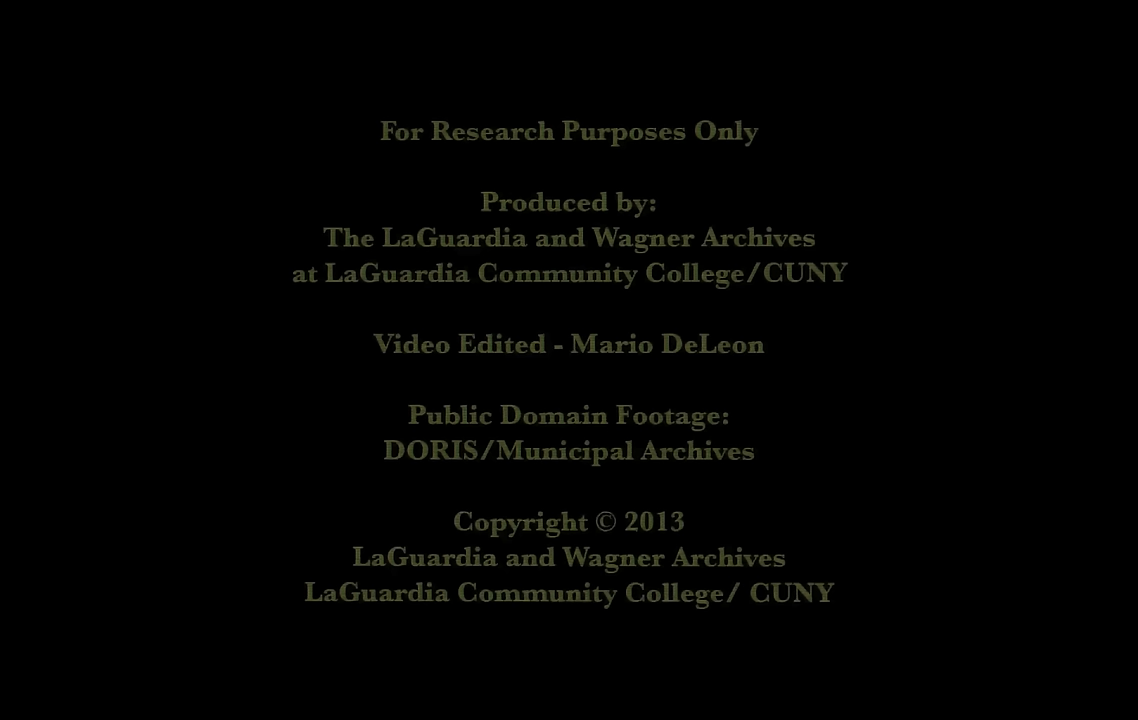 For Research Purposes Only
Produced by:
The LaGuardia and Wagner Archives
at LaGuardia Community College/CUNY
Video Edited - Mario DeLeon
Public Domain Footage:
DORIS/Municipal Archives
Copyright © 2013
LaGuardia and Wagner Archives
LaGuardia Community College/ CUNY